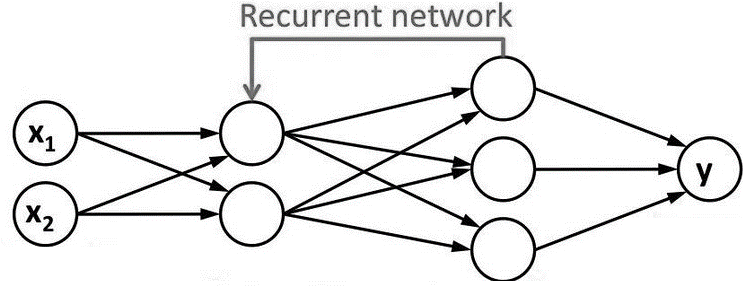 Recurrent network
x₁
x₂
y